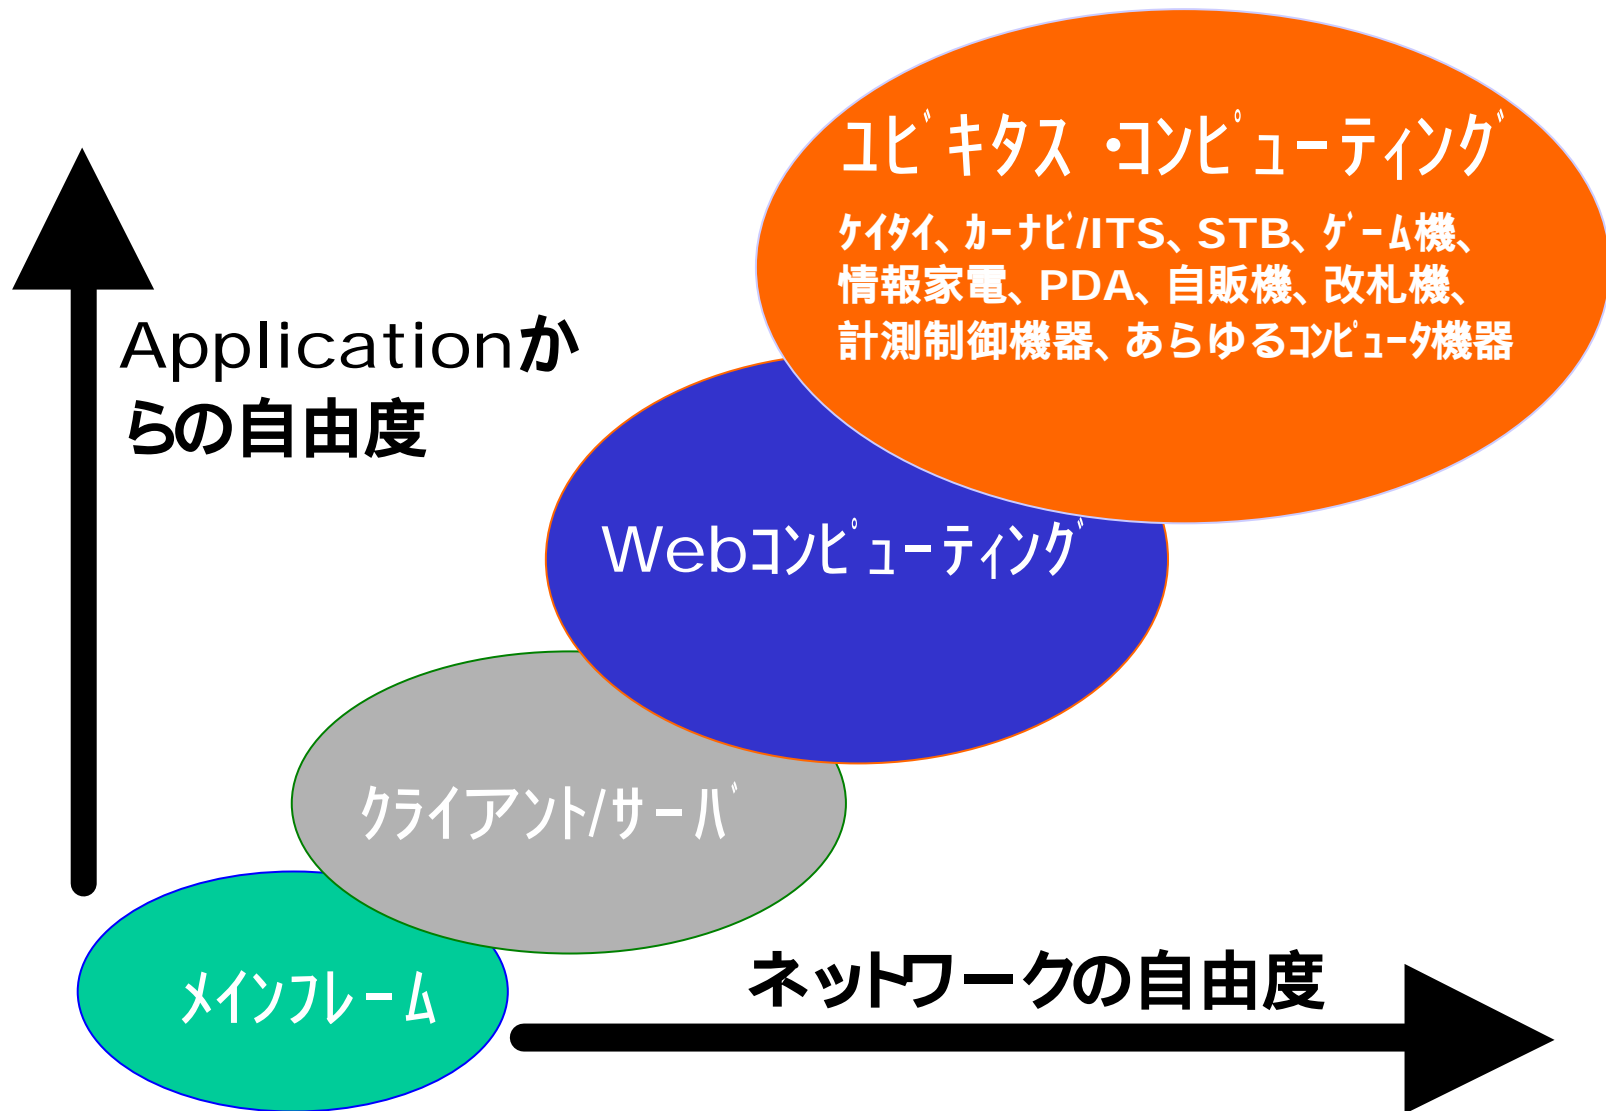 ﾕﾋﾞｷﾀｽ・ｺﾝﾋﾟｭｰﾃｨﾝｸﾞ
ｹｲﾀｲ、ｶｰﾅﾋﾞ/ITS、STB、ｹﾞｰﾑ機、
情報家電、PDA、自販機、改札機、
計測制御機器、あらゆるｺﾝﾋﾟｭｰﾀ機器
Applicationか
らの自由度
Webｺﾝﾋﾟｭｰﾃｨﾝｸﾞ
ｸﾗｲｱﾝﾄ/ｻｰﾊﾞ
ﾒｲﾝﾌﾚｰﾑ
ネットワークの自由度